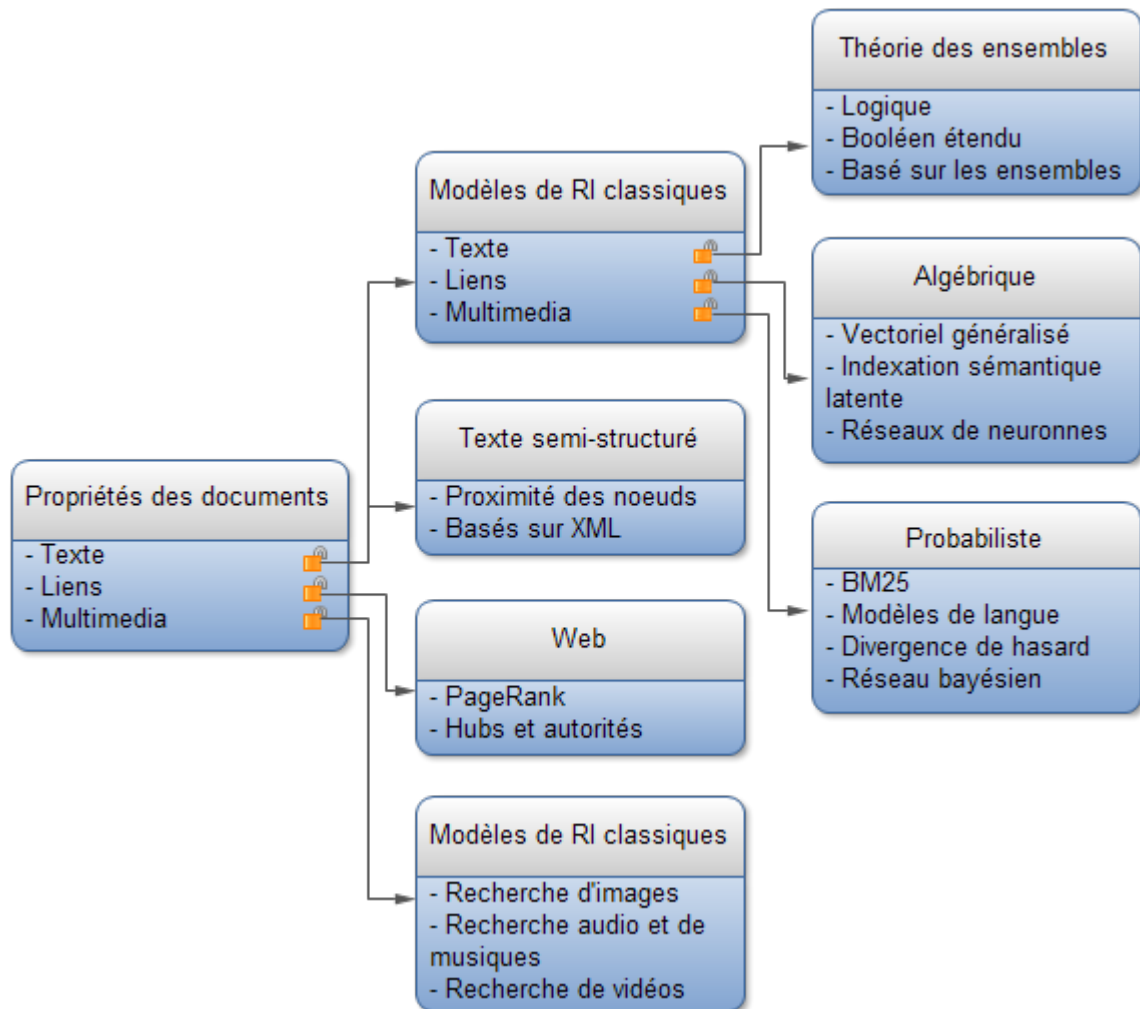 Propriétés des documents
- Texte
- Liens
- Multimedia
Modèles de RI classiques
- Texte
- Liens
- Multimedia
Texte semi-structuré
- Proximité des noeuds
- Basés sur XML
Web
- PageRank
- Hubs et autorités
Modèles de RI classiques
- Recherche d'images
- Recherche audio et de
musiques
- Recherche de vidéos
Théorie des ensembles
- Logique
- Booléen étendu
- Basé sur les ensembles
Algébrique
- Vectoriel généralisé
- Indexation sémantique
latente
- Réseaux de neuronnes
Probabiliste
- BM25
- Modèles de langue
- Divergence de hasard
- Réseau bayésien